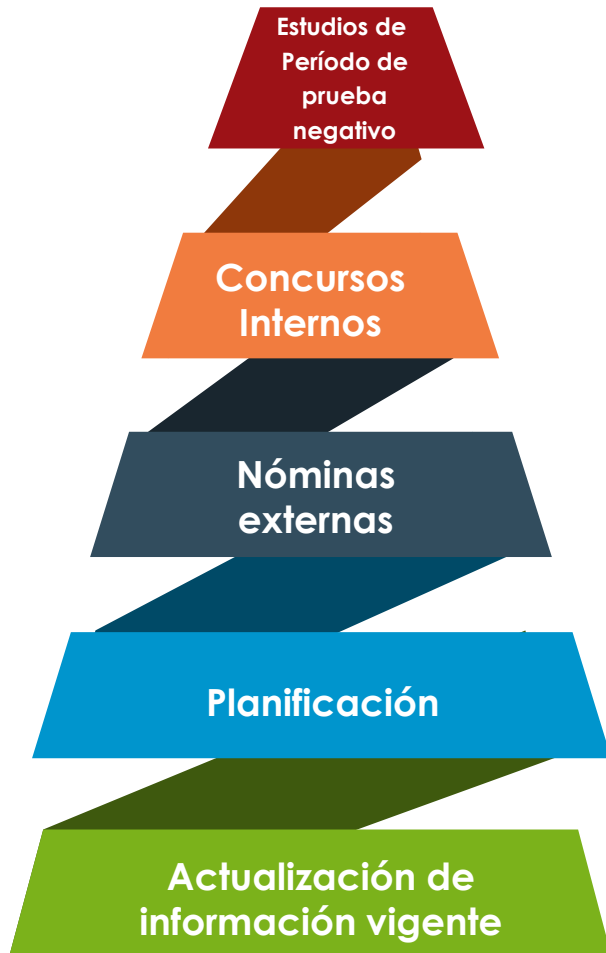 Estudios de
Período de
prueba
negativo
Concursos
Internos
Nóminas
externas
Planificación
Actualización de
información vigente